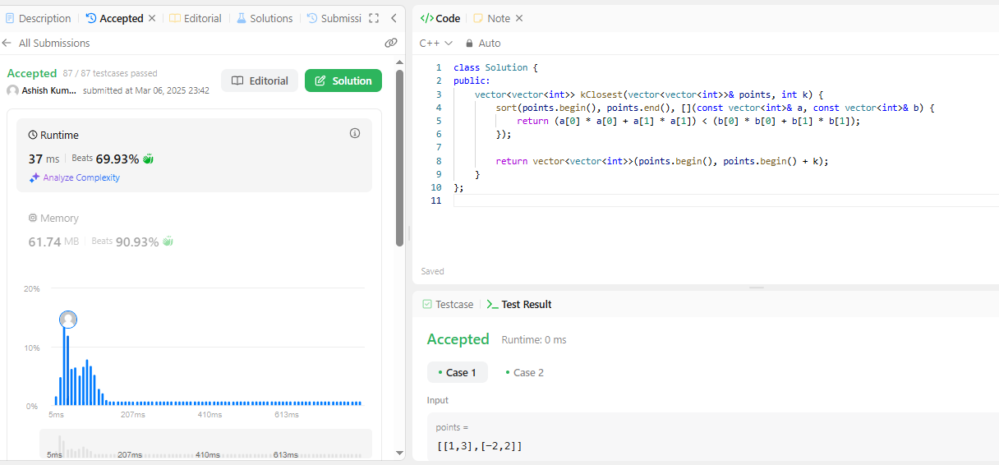 Description
Accepted
Editorial
Solutions
Submissi
All Submissions
Accepted 87 / 87 testcases passed
Ashish Kum... submitted at Mar 06, 2025 23:42
Editorial
Solution
Runtime
37 ms Beats 69.93%
Analyze Complexity
Memory
61.74 MB Beats 90.93%
20%
10%
0%
5ms 207ms 410ms 613ms
5ms 207ms 410ms 613ms
</> Code
Note
C++ Auto
1 class Solution {
2 public:
3 vector<vector<int>> kClosest(vector<vector<int>>& points, int k) {
4 sort(points.begin(), points.end(), [](const vector<int>& a, const vector<int>& b) {
5 return (a[0] * a[0] + a[1] * a[1]) < (b[0] * b[0] + b[1] * b[1]);
6 });
7
8 return vector<vector<int>>(points.begin(), points.begin() + k);
9 }
10 };
11
Saved
Testcase
Test Result
Accepted Runtime: 0 ms
• Case 1 • Case 2
Input
points =
[[1,3],[-2,2]]